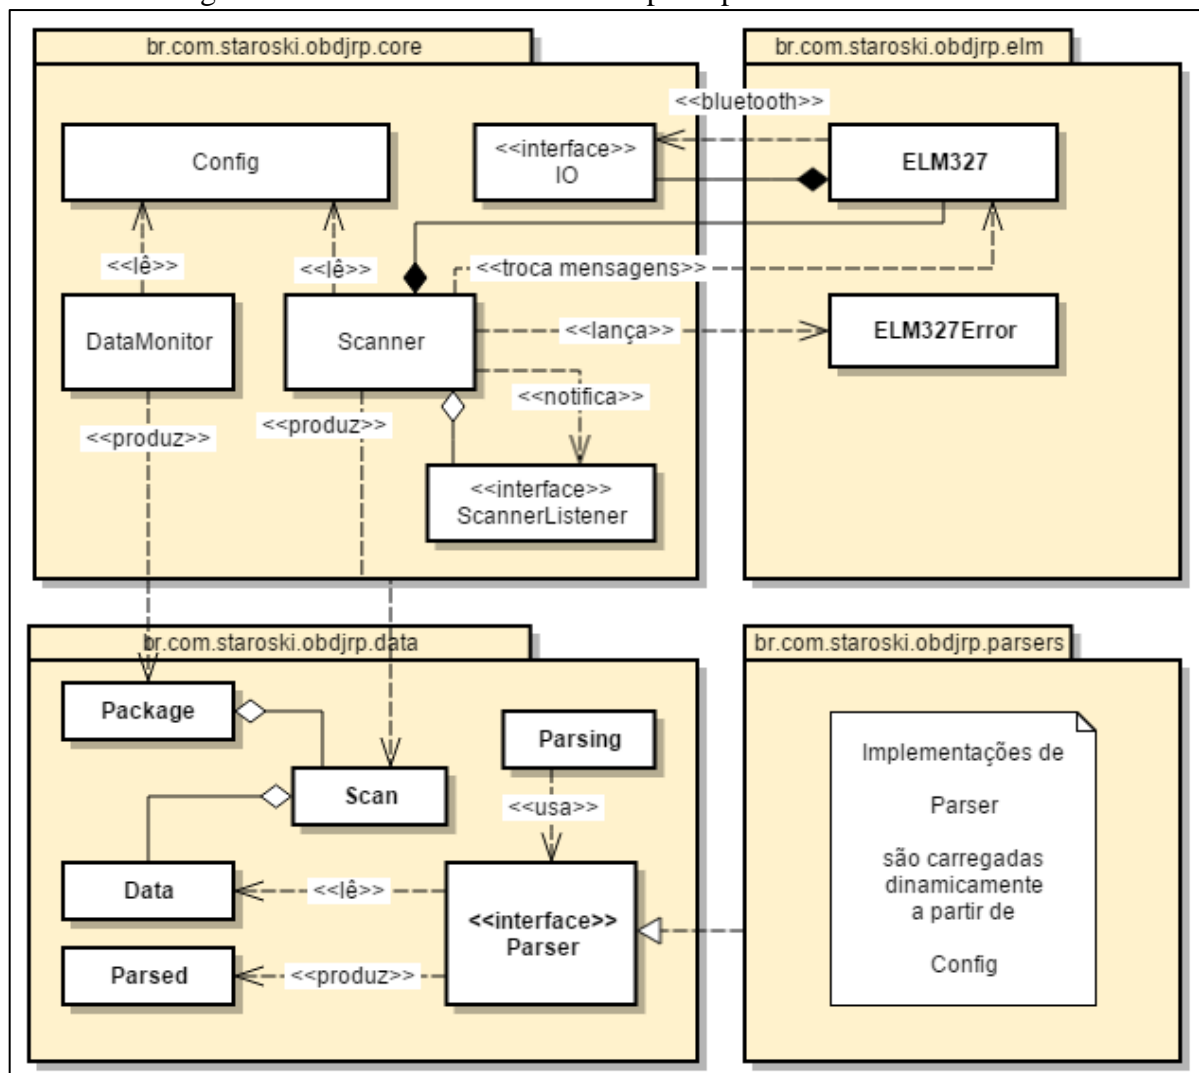 br.com.staroski.obdjrp.core
br.com.staroski.obdjrp.elm
<<bluetooth>>
Config
<<interface>>
IO
ELM327
<<lê>>
<<lê>>
<<troca mensagens>>
DataMonitor
Scanner
<<lança>>
ELM327Error
<<notifica>>
<<produz>>
<<produz>>
<<interface>>
ScannerListener
br.com.staroski.obdjrp.data
br.com.staroski.obdjrp.parsers
Package
Parsing
Scan
<<usa>>
Data
<<lê>>
<<interface>>
Parser
Parsed
<<produz>>
Implementações de
Parser
são carregadas
dinamicamente
a partir de
Config